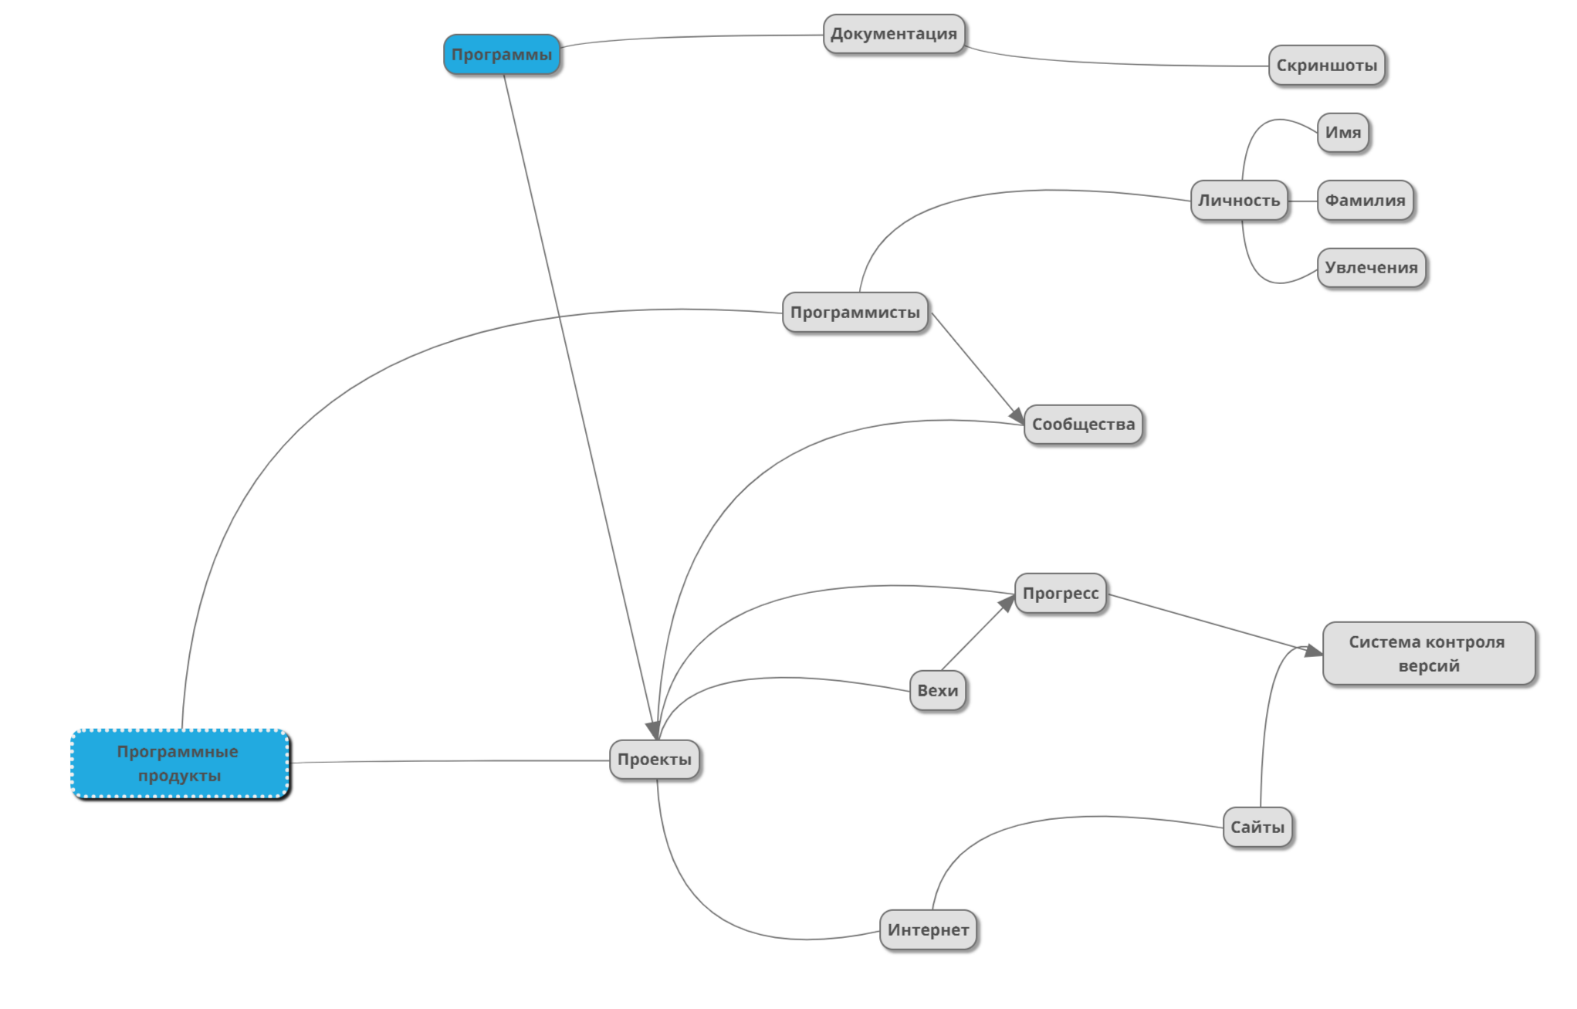 Программы
Документация
Скриншоты
Имя
Личность
Фамилия
Увлечения
Программисты
Сообщества
Прогресс
Система контроля
версий
Вехи
Программные
продукты
Проекты
Сайты
Интернет